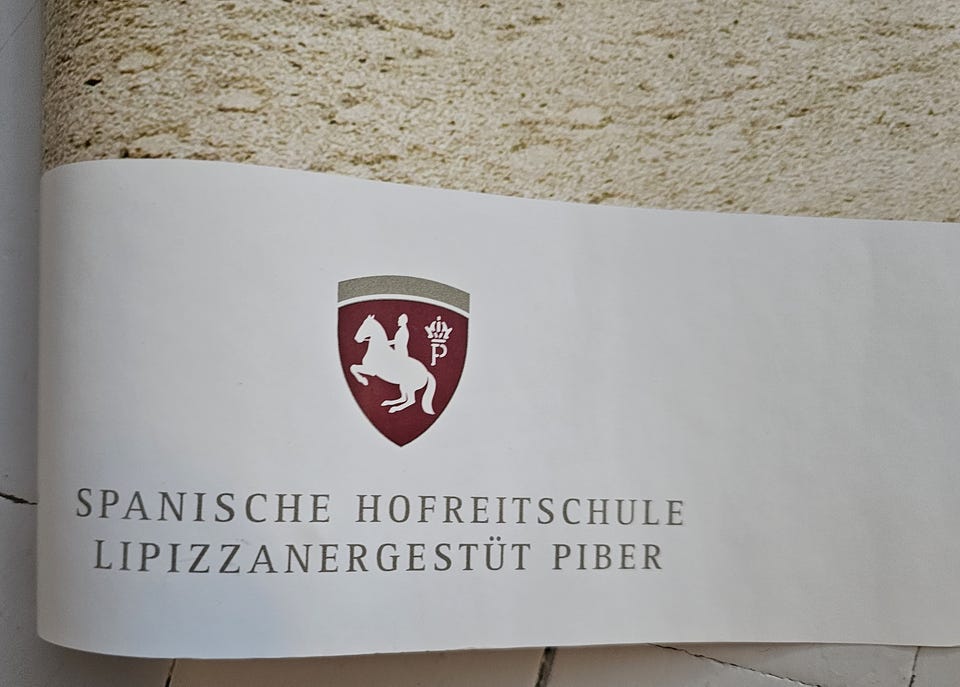 P
SPANISCHE HOFREITSCHULE
LIPIZZANERGESTÜT PIBER